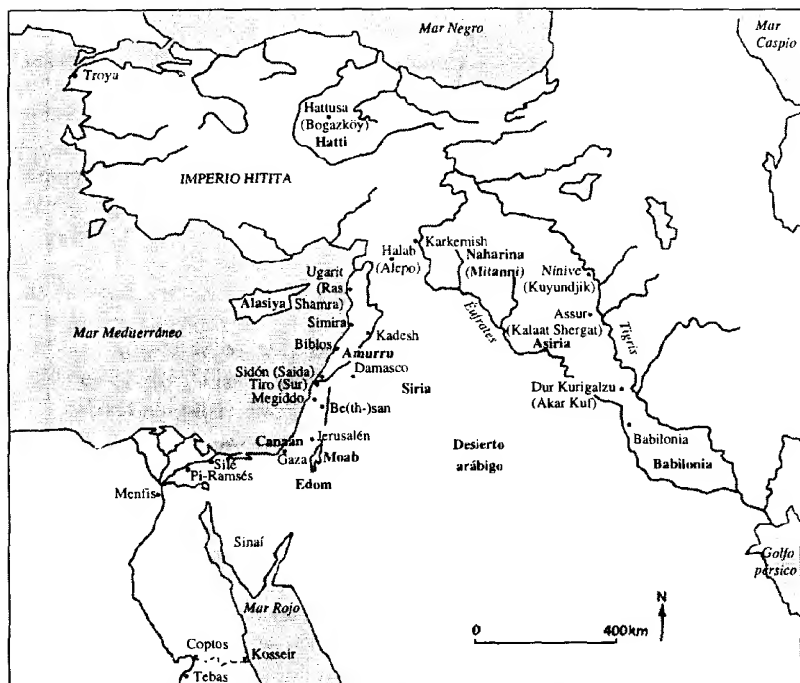 Mar Negro
Mar
Caspio
Troya
Hattusa
(Bogazköy)
Hatti
IMPERIO HITITA
Karkemish
Halab
(Alepo)
Naharina
(Mitanni)
Nínive
(Kuyundjik)
Ugarit
(Ras
Shamra)
Alasiya
Assur
(Kalaat Shergat)
Asiria
Éufrates
Tigris
Mar Mediterráneo
Simira
Kadesh
Biblos
Amurru
Damasco
Sidón (Saida)
Tiro (Sur)
Siria
Megiddo
Be(th-)san
Dur Kurigalzu
(Akar Kuf)
Babilonia
Babilonia
Canaán
Jerusalén
Gaza
Moab
Edom
Desierto
arábigo
Silé
Pi-Ramsés
Menfis
Sinaí
Golfo
pérsico
Mar Rojo
N
0
400km
Coptos
Kosseir
Tebas